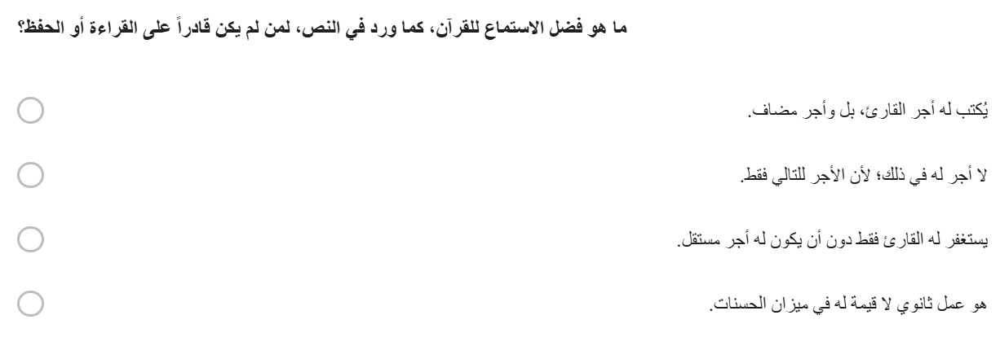 ما هو فضل الاستماع للقرآن، كما ورد في النص، لمن لم يكن قادراً على القراءة أو الحفظ؟
يُكتب له أجر القارئ، بل وأجر مضاف.
لا أجر له في ذلك؛ لأن الأجر للتالي فقط.
يستغفر له القارئ فقط دون أن يكون له أجر مستقل.
هو عمل ثانوي لا قيمة له في ميزان الحسنات.